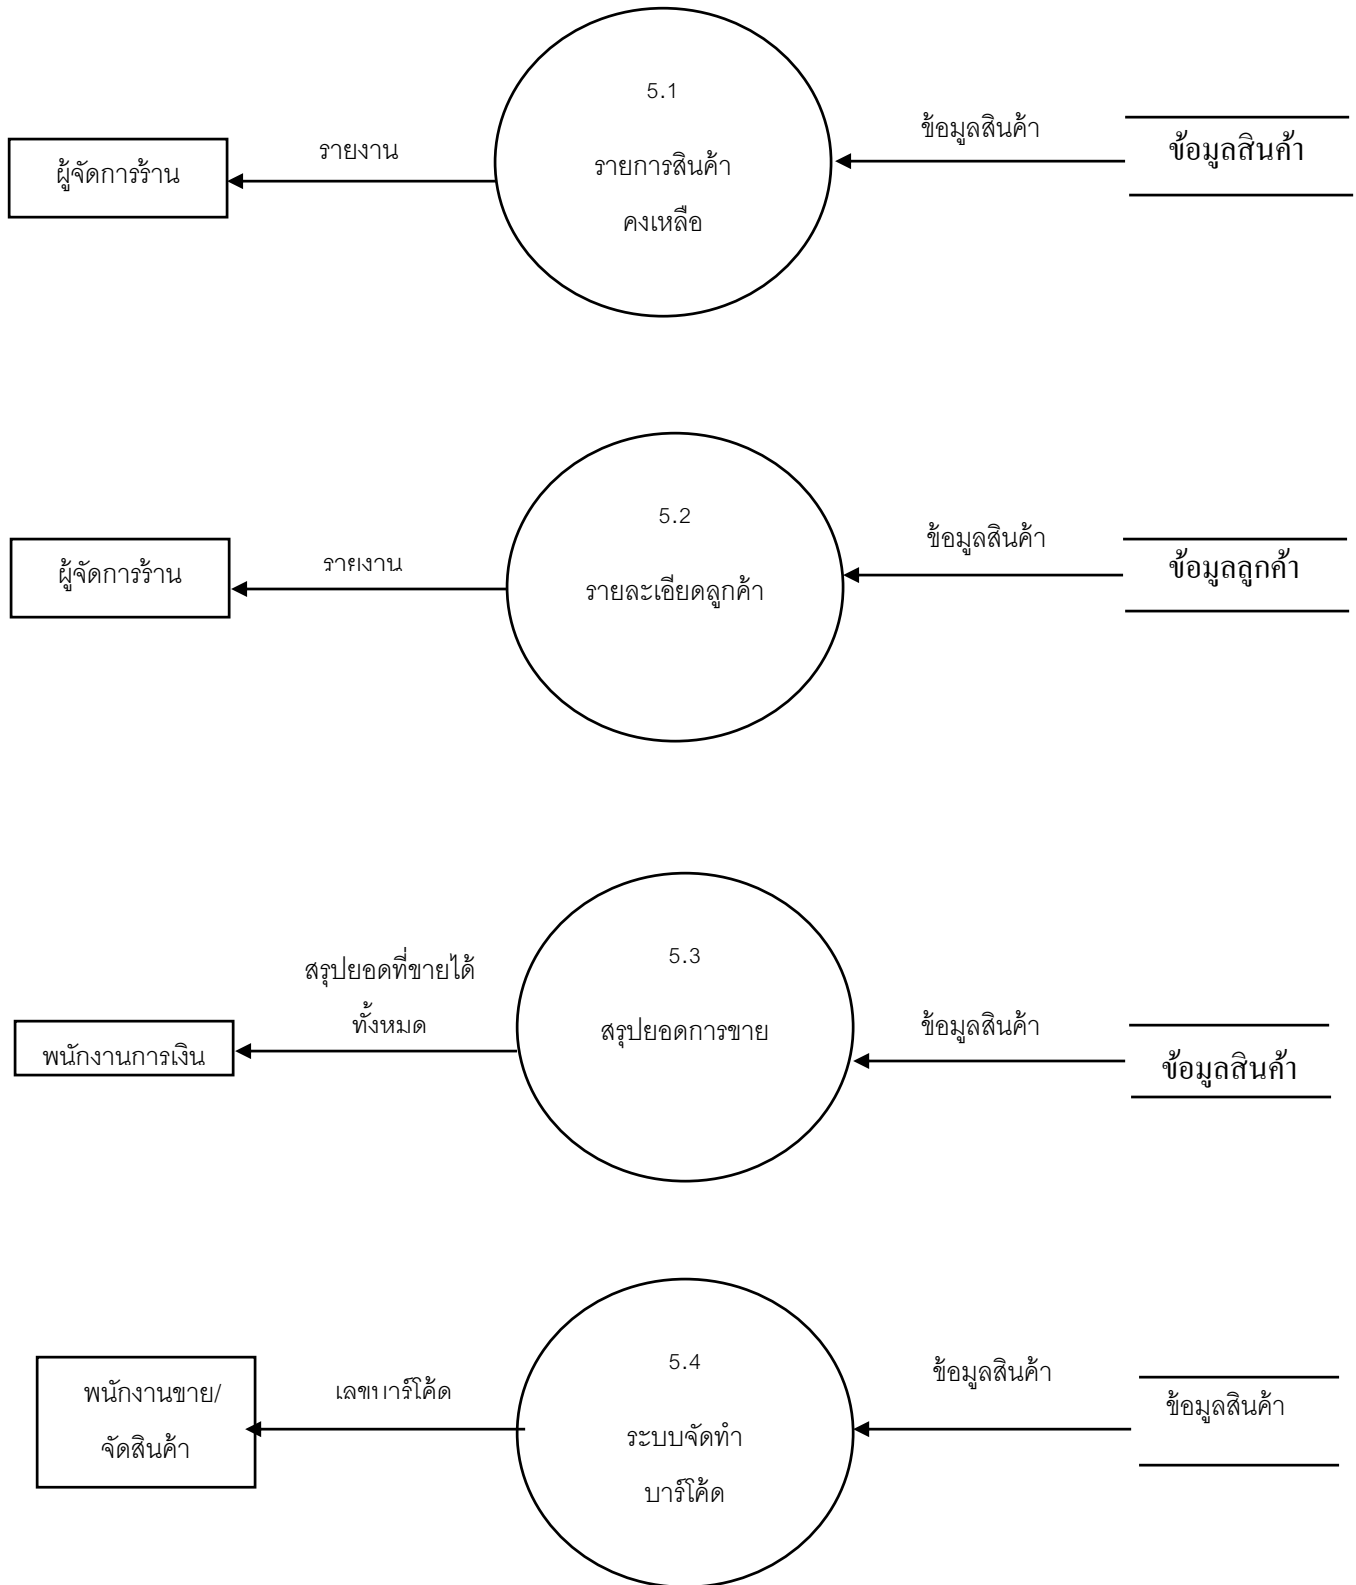 5.1
ข้อมูลสินค้า
ข้อมูลสินค้า
รายงาน
ผู้จัดการร้าน
รายการสินค้า
คงเหลือ
5.2
ข้อมูลสินค้า
ข้อมูลลูกค้า
รายงาน
ผู้จัดการร้าน
รายละเอียดลูกค้า
5.3
สรุปยอดที่ขายได้
ทั้งหมด
สรุปยอดการขาย
ข้อมูลสินค้า
พนักงานการเงิน
ข้อมูลสินค้า
5.4
ข้อมูลสินค้า
พนักงานขาย/
จัดสินค้า
เลขบาร์โค้ด
ข้อมูลสินค้า
ระบบจัดทำ
บาร์โค้ด